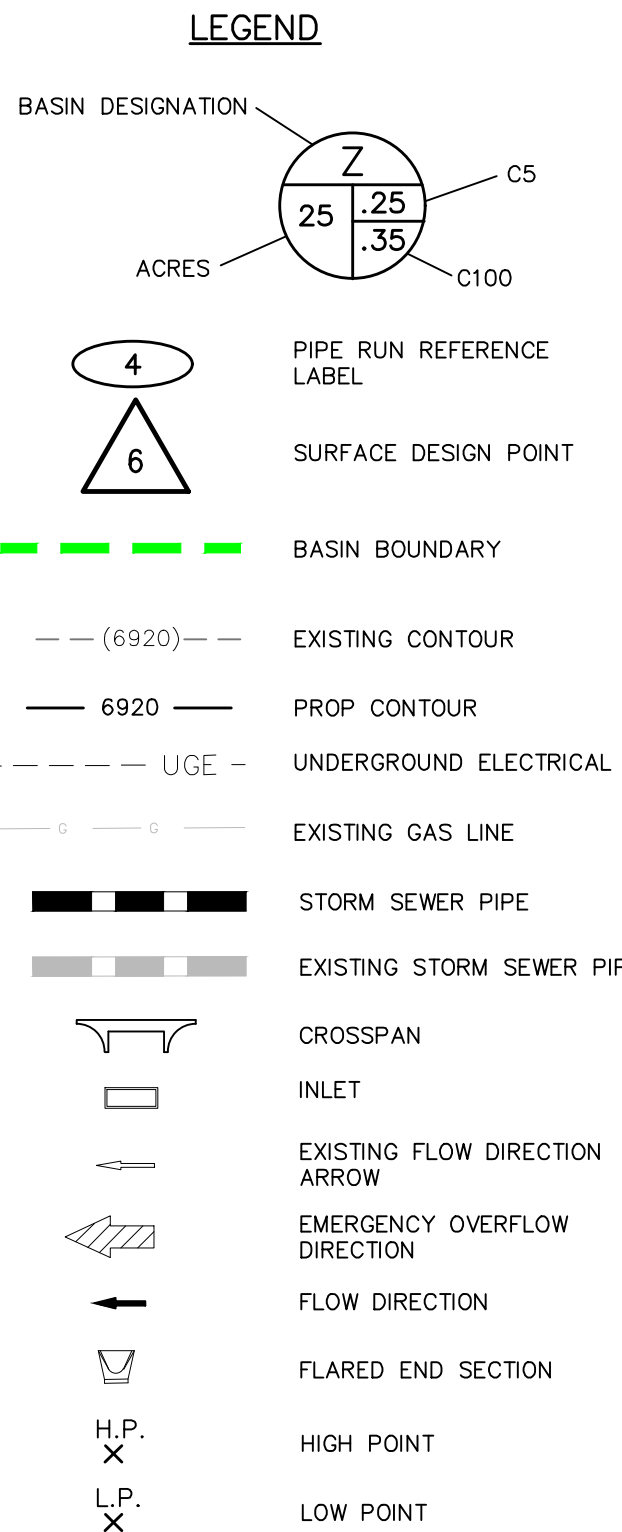 LEGEND
BASIN DESIGNATION
Z
C5
25
.25
.35
ACRES
C100
4
PIPE RUN REFERENCE
LABEL
6
SURFACE DESIGN POINT
BASIN BOUNDARY
(6920)
EXISTING CONTOUR
6920
PROP CONTOUR
UGE
UNDERGROUND ELECTRICAL
G G
EXISTING GAS LINE
STORM SEWER PIPE
EXISTING STORM SEWER
CROSSPAN
INLET
EXISTING FLOW DIRECTION
ARROW
EMERGENCY OVERFLOW
DIRECTION
FLOW DIRECTION
FLARED END SECTION
H.P.
HIGH POINT
L.P.
LOW POINT